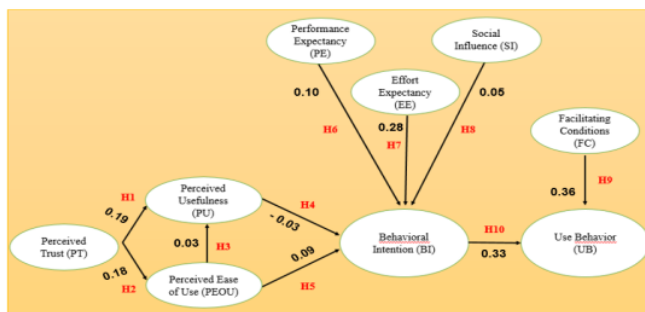 Performance
Expectancy
(PE)
Social
Influence (SI)
Effort
Expectancy
(EE)
0.10
0.05
0.28
H6
H7
H8
Facilitating
Conditions
(FC)
0.36
H9
H1
0.19
Perceived
Usefulness
(PU)
H4
- 0.03
Perceived
Trust (PT)
0.03
H3
Behavioral
Intention (BI)
H10
0.33
Use Behavior
(UB)
0.18
H2
Perceived Ease
of Use (PEOU)
0.09
H5